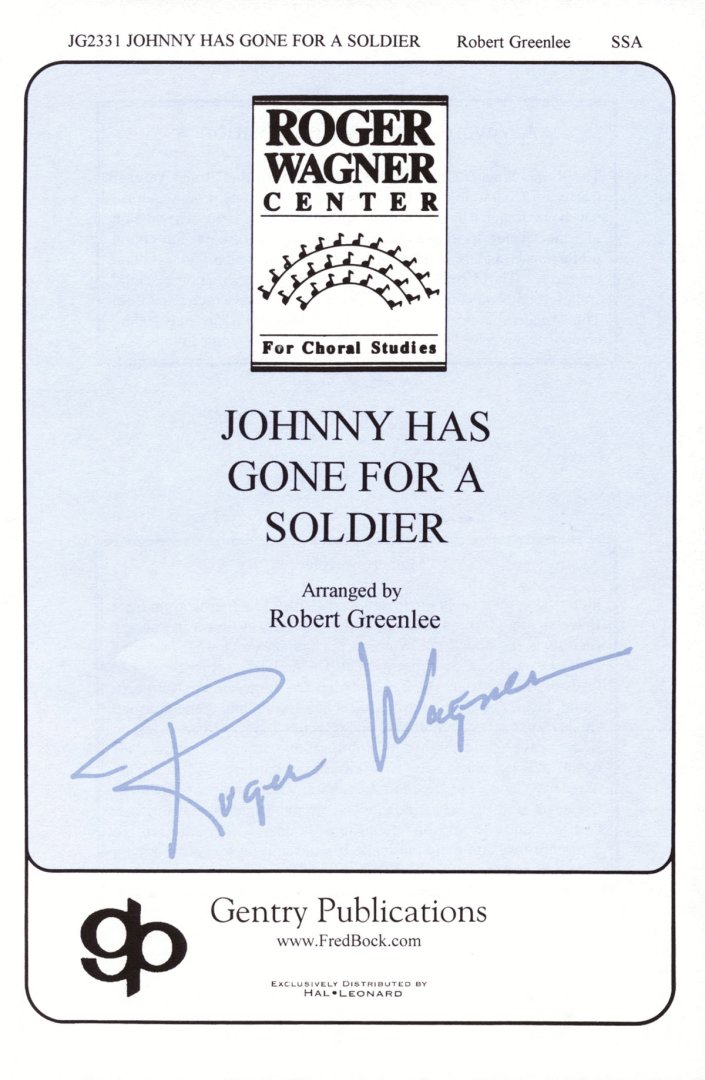 JG2331 JOHNNY HAS GONE FOR A SOLDIER Robert Greenlee SSA
ROGER
WAGNER
CENTER
For Choral Studies
JOHNNY HAS
GONE FOR A
SOLDIER
Arranged by
Robert Greenlee
Roger Wagner
gp
Gentry Publications
www.FredBock.com
EXCLUSIVELY DISTRIBUTED BY
HAL•LEONARD